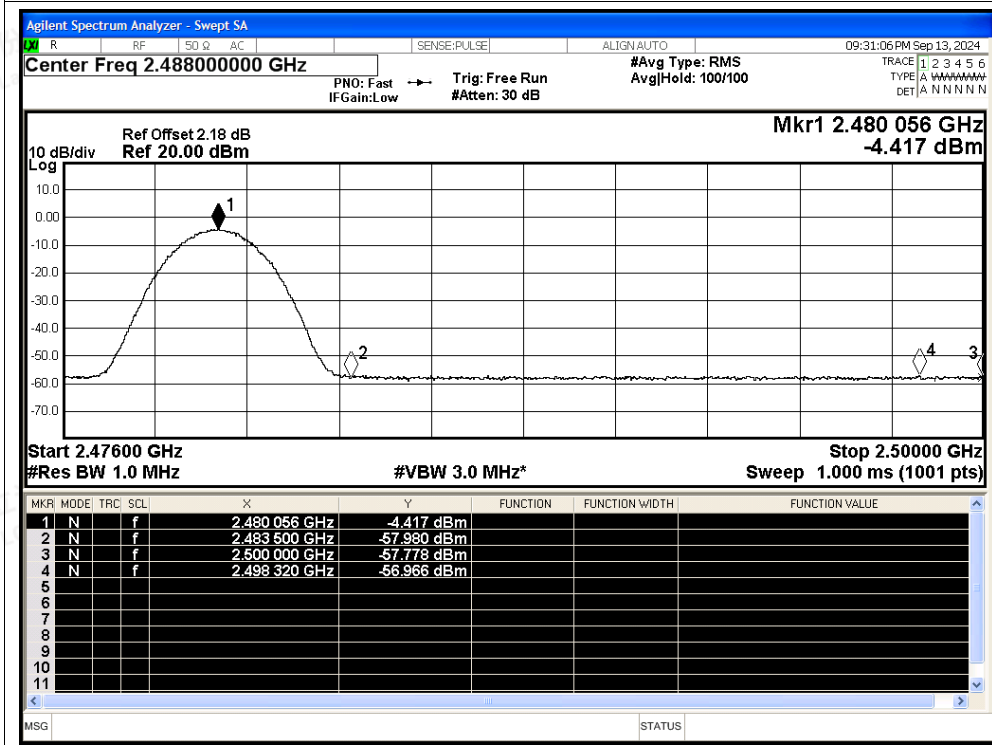 Agilent Spectrum Analyzer - Swept SA
LXI R RF 50 Ω AC SENSE:PULSE ALIGN AUTO 09:31:06 PM Sep 13, 2024
Center Freq 2.488000000 GHz
PNO: Fast
IFGain:Low
Trig: Free Run
#Atten: 30 dB
#Avg Type: RMS
Avg|Hold: 100/100
TRACE 1 2 3 4 5 6
TYPE A WWWWW
DET A N N N N N
Mkr1 2.480 056 GHz
-4.417 dBm
Ref Offset 2.18 dB
10 dB/div Ref 20.00 dBm
Log
10.0
0.00
-10.0
-20.0
-30.0
-40.0
-50.0
-60.0
-70.0
1
2
4
3
Start 2.47600 GHz Stop 2.50000 GHz
#Res BW 1.0 MHz #VBW 3.0 MHz* Sweep 1.000 ms (1001 pts)
MKR MODE TRC SCL X Y FUNCTION FUNCTION WIDTH FUNCTION VALUE
1 N f 2.480 056 GHz -4.417 dBm
2 N f 2.483 500 GHz -57.980 dBm
3 N f 2.500 000 GHz -57.778 dBm
4 N f 2.498 320 GHz -56.966 dBm
5
6
7
8
9
10
11
MSG STATUS